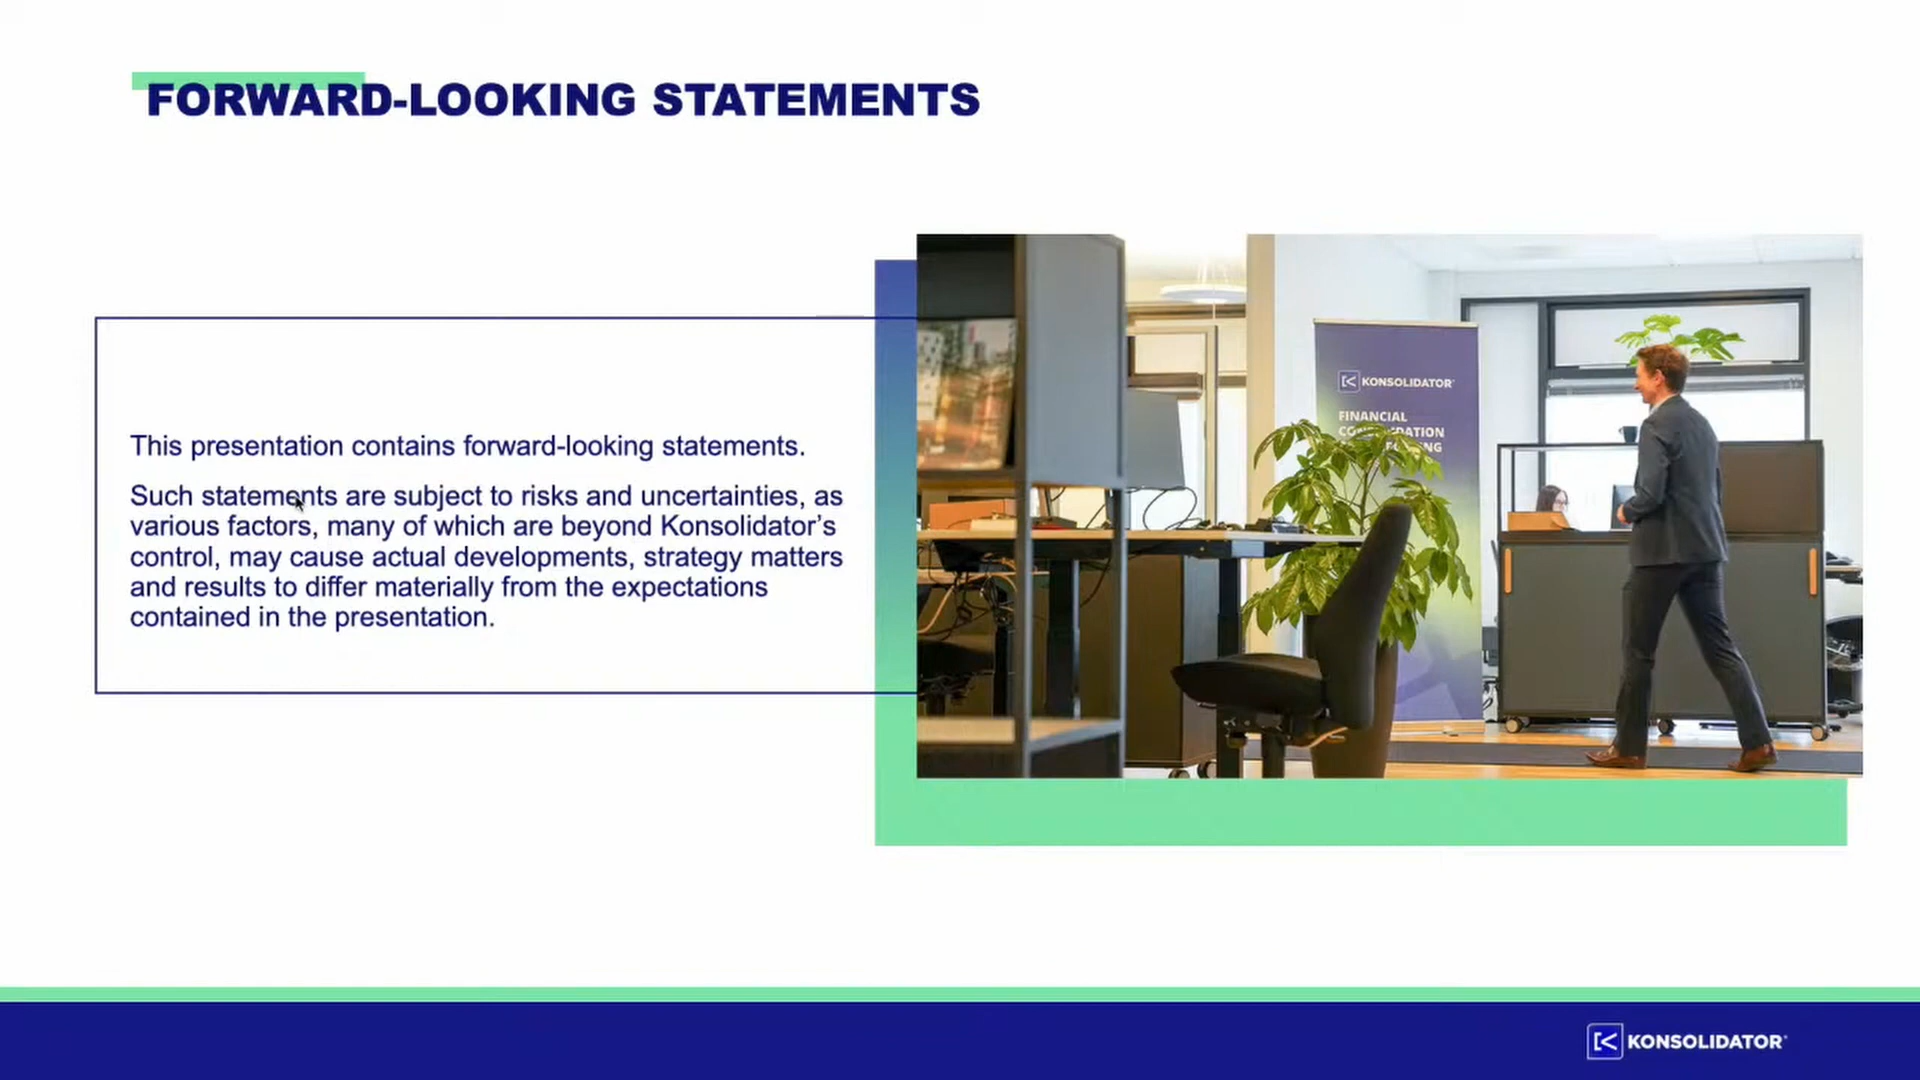 FORWARD-LOOKING STATEMENTS
This presentation contains forward-looking statements.
Such statements are subject to risks and uncertainties, as
various factors, many of which are beyond Konsolidator’s
control, may cause actual developments, strategy matters
and results to differ materially from the expectations
contained in the presentation.
KONSOLIDATOR
FINANCIAL
KONSOLIDATOR